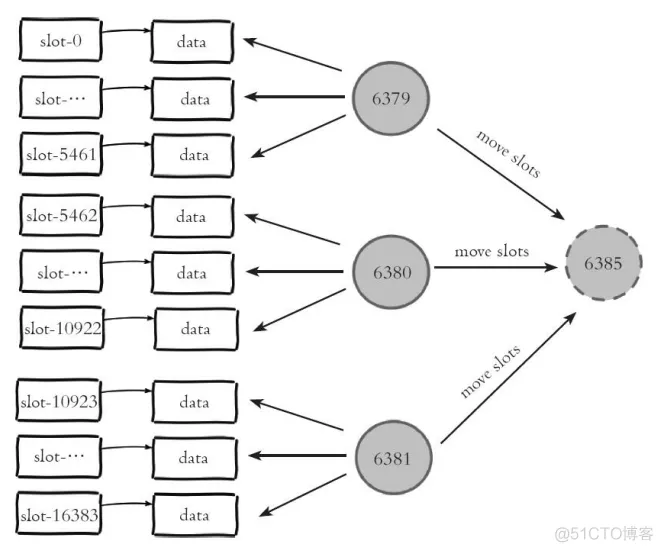 slot-0
data
slot-…
data
6379
slot-5461
data
move slots
slot-5462
data
slot-…
data
6380
move slots
6385
slot-10922
data
slot-10923
data
move slots
slot-…
data
6381
slot-16383
data
@51CTO博客